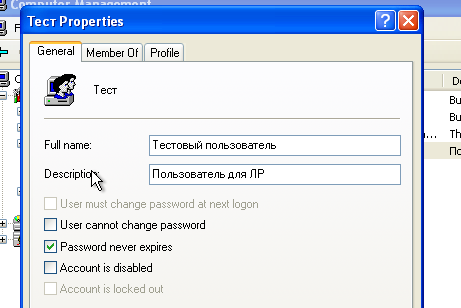 Computer Management
Тест Properties
General
Member Of
Profile
Тест
Full name:
Тестовый пользователь
Description:
Пользователь для ЛР
User must change password at next logon
User cannot change password
Password never expires
Account is disabled
Account is locked out